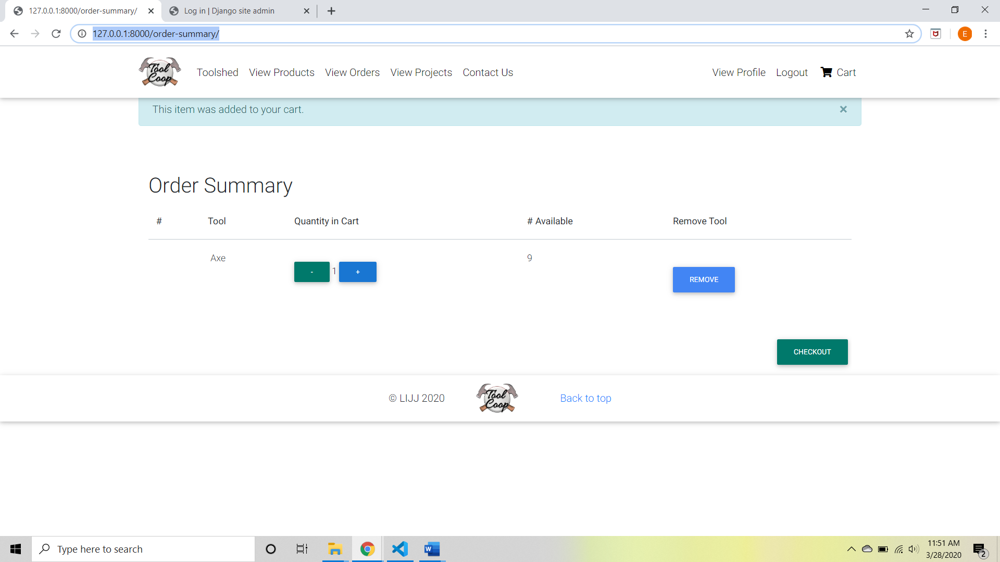 127.0.0.1:8000/order-summary/
Log in | Django site admin
127.0.0.1:8000/order-summary/
E
Tool Coop
Toolshed View Products View Orders View Projects Contact Us View Profile Logout Cart
This item was added to your cart. ×
Order Summary
# Tool Quantity in Cart # Available Remove Tool
Axe 9
- 1 +
REMOVE
CHECKOUT
© LIJJ 2020 Tool Coop Back to top
Type here to search
W
11:51 AM
3/28/2020
2